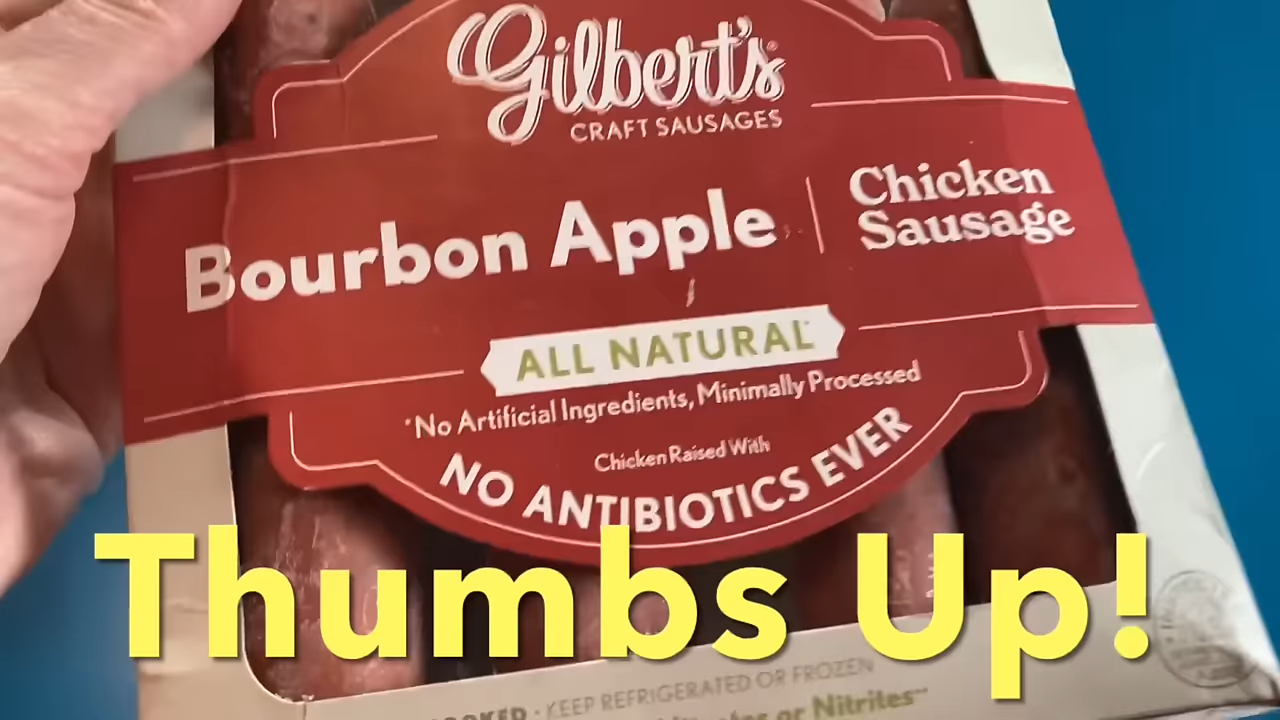 Gilbert's
CRAFT SAUSAGES
Bourbon Apple
Chicken
Sausage
ALL NATURAL*
*No Artificial Ingredients, Minimally Processed
Chicken Raised With
NO ANTIBIOTICS EVER
Thumbs Up!
· KEEP REFRIGERATED OR FROZEN
or Nitrites**